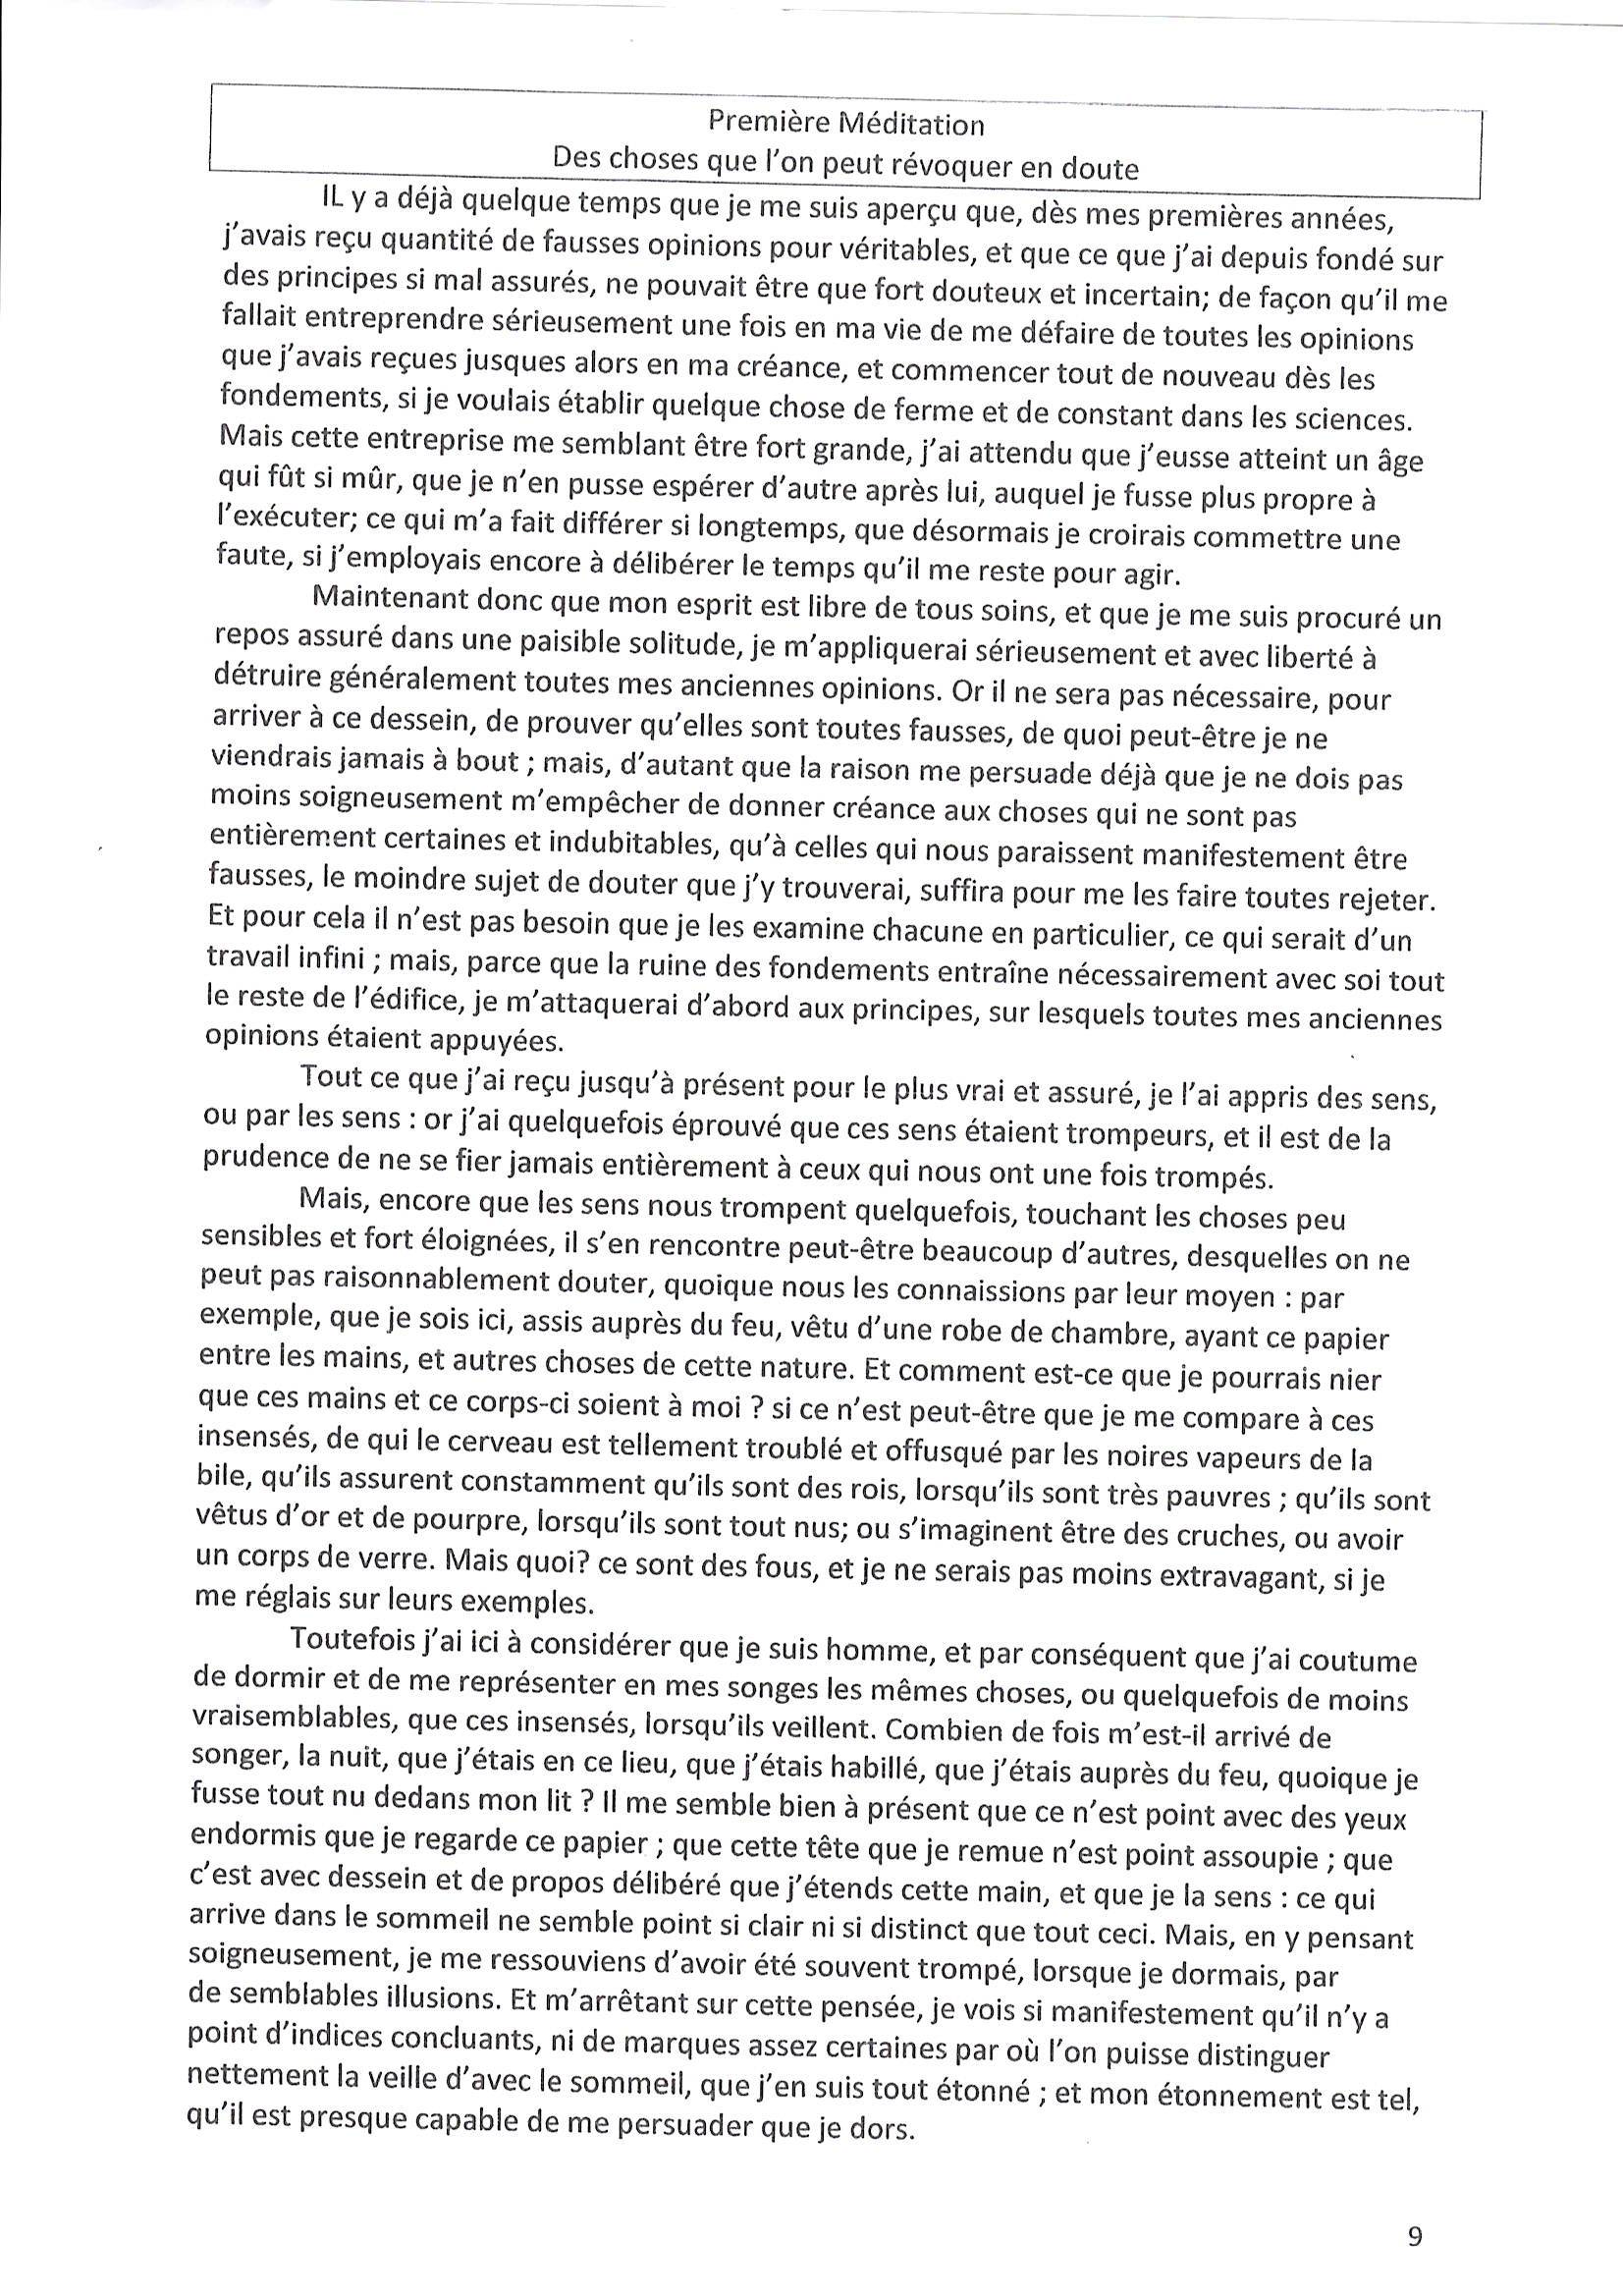 Première Méditation
Des choses que l'on peut révoquer en doute
IL y a déjà quelque temps que je me suis aperçu que, dès mes premières années,
j'avais reçu quantité de fausses opinions pour véritables, et que ce que j'ai depuis fondé sur
des principes si mal assurés, ne pouvait être que fort douteux et incertain; de façon qu'il me
fallait entreprendre sérieusement une fois en ma vie de me défaire de toutes les opinions
que j'avais reçues jusques alors en ma créance, et commencer tout de nouveau dès les
fondements, si je voulais établir quelque chose de ferme et de constant dans les sciences.
Mais cette entreprise me semblant être fort grande, j'ai attendu que j'eusse atteint un âge
qui fût si mûr, que je n'en pusse espérer d'autre après lui, auquel je fusse plus propre à
l'exécuter; ce qui m'a fait différer si longtemps, que désormais je croirais commettre une
faute, si j'employais encore à délibérer le temps qu'il me reste pour agir.
Maintenant donc que mon esprit est libre de tous soins, et que je me suis procuré un
repos assuré dans une paisible solitude, je m'appliquerai sérieusement et avec liberté à
détruire généralement toutes mes anciennes opinions. Or il ne sera pas nécessaire, pour
arriver à ce dessein, de prouver qu'elles sont toutes fausses, de quoi peut-être je ne
viendrais jamais à bout ; mais, d'autant que la raison me persuade déjà que je ne dois pas
moins soigneusement m'empêcher de donner créance aux choses qui ne sont pas
entièrement certaines et indubitables, qu'à celles qui nous paraissent manifestement être
fausses, le moindre sujet de douter que j'y trouverai, suffira pour me les faire toutes rejeter.
Et pour cela il n'est pas besoin que je les examine chacune en particulier, ce qui serait d'un
travail infini ; mais, parce que la ruine des fondements entraîne nécessairement avec soi tout
le reste de l'édifice, je m'attaquerai d'abord aux principes, sur lesquels toutes mes anciennes
opinions étaient appuyées.
Tout ce que j'ai reçu jusqu'à présent pour le plus vrai et assuré, je l'ai appris des sens,
ou par les sens : or j'ai quelquefois éprouvé que ces sens étaient trompeurs, et il est de la
prudence de ne se fier jamais entièrement à ceux qui nous ont une fois trompés.
Mais, encore que les sens nous trompent quelquefois, touchant les choses peu
sensibles et fort éloignées, il s'en rencontre peut-être beaucoup d'autres, desquelles on ne
peut pas raisonnablement douter, quoique nous les connaissions par leur moyen : par
exemple, que je sois ici, assis auprès du feu, vêtu d'une robe de chambre, ayant ce papier
entre les mains, et autres choses de cette nature. Et comment est-ce que je pourrais nier
que ces mains et ce corps-ci soient à moi ? si ce n'est peut-être que je me compare à ces
insensés, de qui le cerveau est tellement troublé et offusqué par les noires vapeurs de la
bile, qu'ils assurent constamment qu'ils sont des rois, lorsqu'ils sont très pauvres ; qu'ils sont
vêtus d'or et de pourpre, lorsqu'ils sont tout nus; ou s'imaginent être des cruches, ou avoir
un corps de verre. Mais quoi? ce sont des fous, et je ne serais pas moins extravagant, si je
me réglais sur leurs exemples.
Toutefois j'ai ici à considérer que je suis homme, et par conséquent que j'ai coutume
de dormir et de me représenter en mes songes les mêmes choses, ou quelquefois de moins
vraisemblables, que ces insensés, lorsqu'ils veillent. Combien de fois m'est-il arrivé de
songer, la nuit, que j'étais en ce lieu, que j'étais habillé, que j'étais auprès du feu, quoique je
fusse tout nu dedans mon lit ? Il me semble bien à présent que ce n'est point avec des yeux
endormis que je regarde ce papier ; que cette tête que je remue n'est point assoupie ; que
c'est avec dessein et de propos délibéré que j'étends cette main, et que je la sens : ce qui
arrive dans le sommeil ne semble point si clair ni si distinct que tout ceci. Mais, en y pensant
soigneusement, je me ressouviens d'avoir été souvent trompé, lorsque je dormais, par
de semblables illusions. Et m'arrêtant sur cette pensée, je vois si manifestement qu'il n'y a
point d'indices concluants, ni de marques assez certaines par où l'on puisse distinguer
nettement la veille d'avec le sommeil, que j'en suis tout étonné ; et mon étonnement est tel,
qu'il est presque capable de me persuader que je dors.
9